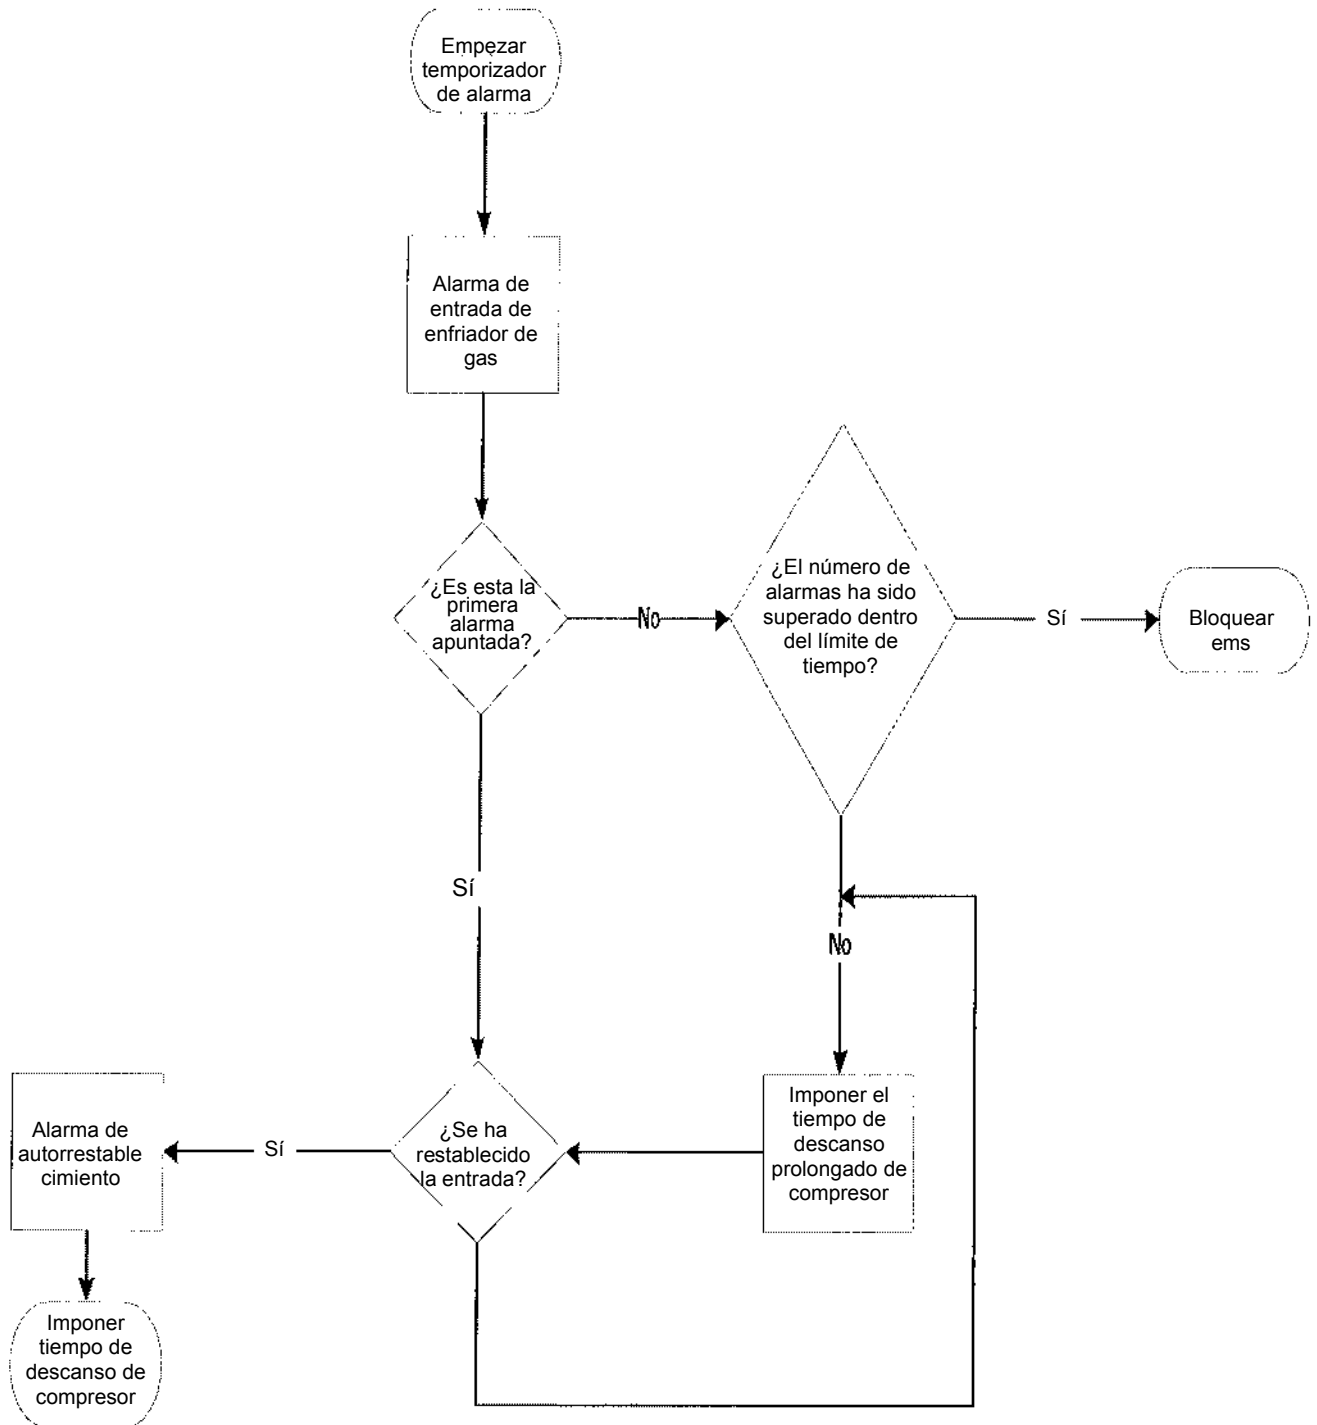 Empezar
temporizador
de alarma
Alarma de
entrada de
enfriador de
gas
¿Es esta la
primera
alarma
apuntada?
No
¿El número de
alarmas ha sido
superado dentro
del límite de
tiempo?
Sí
Bloquear
ems
Sí
No
Imponer el
tiempo de
descanso
prolongado de
compresor
¿Se ha
restablecido
la entrada?
Sí
Alarma de
autorrestable
cimiento
Imponer
tiempo de
descanso de
compresor